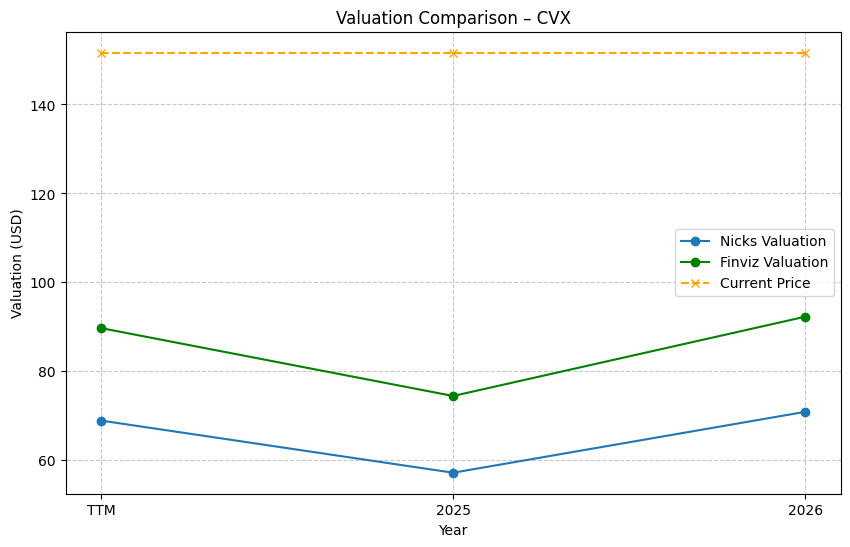 Valuation Comparison – CVX
Valuation (USD)
140
120
100
80
60
Nicks Valuation
Finviz Valuation
Current Price
TTM
2025
2026
Year